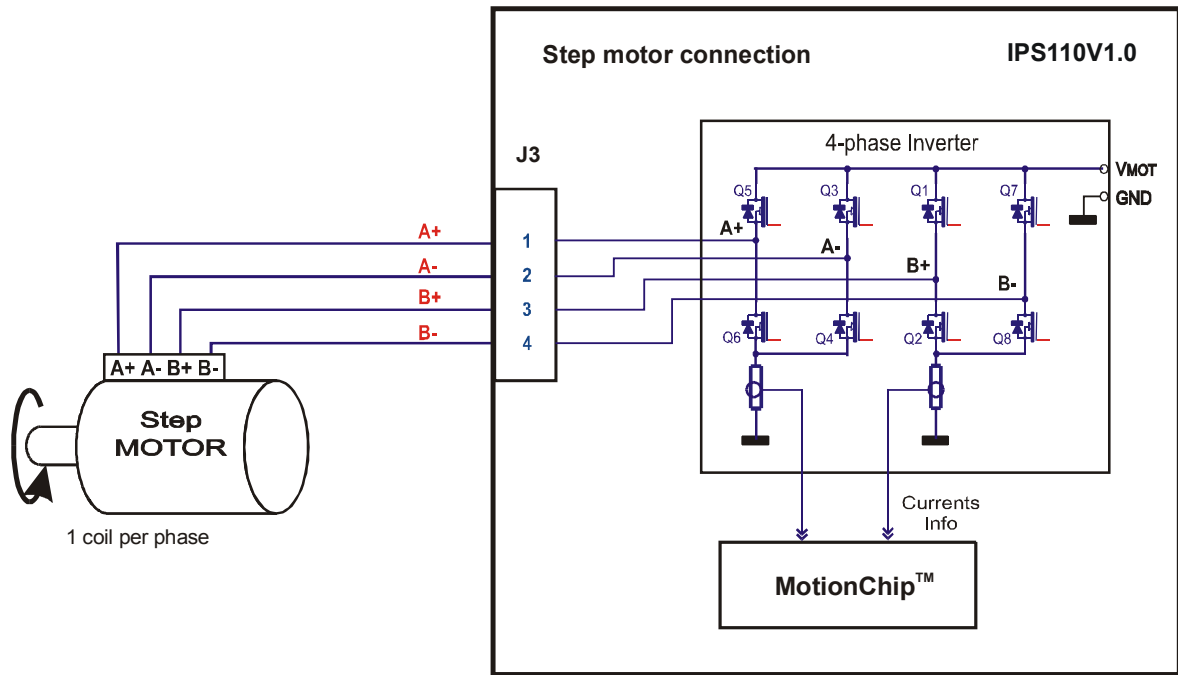 Step motor connection
IPS110V1.0
4-phase Inverter
J3
VMOT
GND
Q5
Q3
Q1
Q7
A+
A-
B+
B-
A+
A-
B+
B-
1
2
3
4
Q6
Q4
Q2
Q8
A+ A- B+ B-
Step
MOTOR
1 coil per phase
Currents
Info
MotionChip™